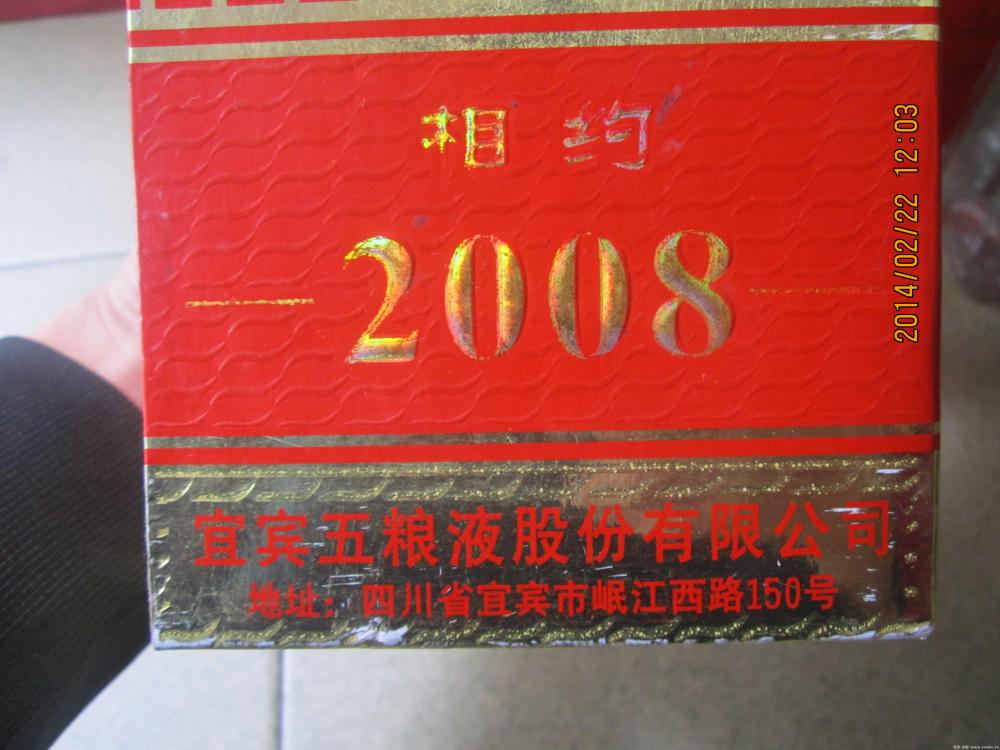 相约
2008
宜宾五粮液股份有限公司
地址：四川省宜宾市岷江西路150号
2014/02/22 12:03